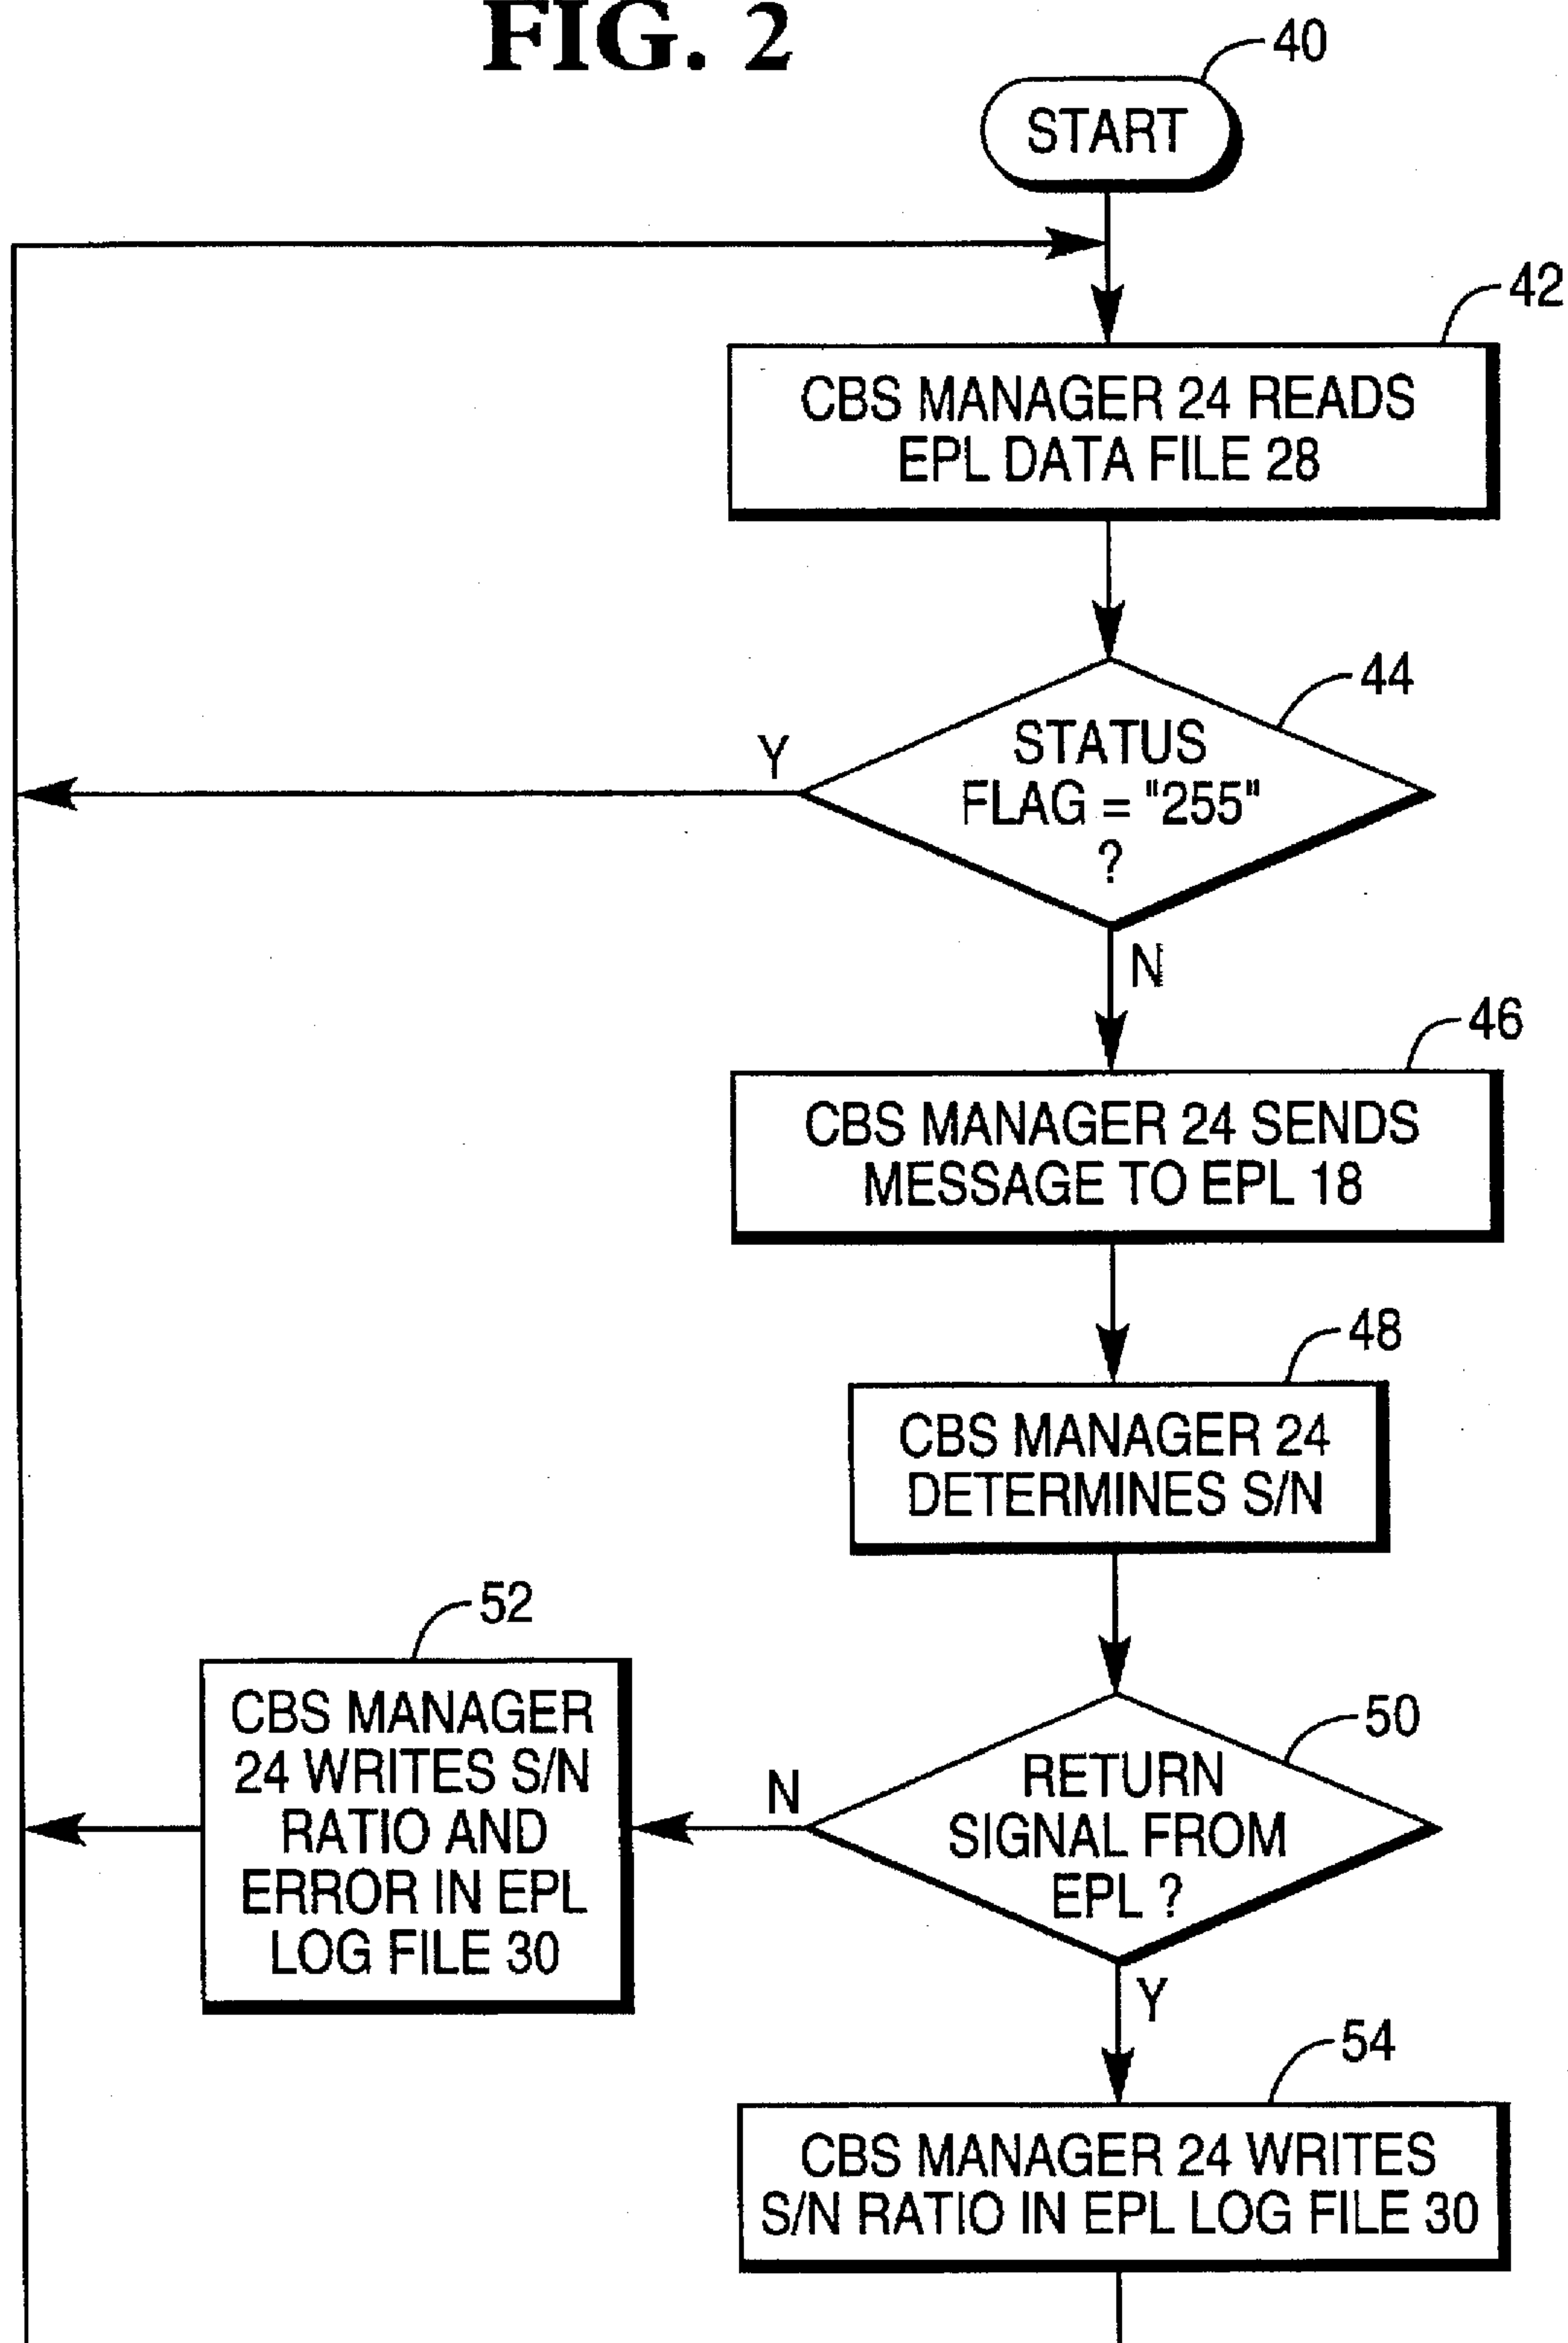 FIG. 2
40
START
42
CBS MANAGER 24 READS
EPL DATA FILE 28
44
STATUS
FLAG = "255"
?
Y
N
46
CBS MANAGER 24 SENDS
MESSAGE TO EPL 18
48
CBS MANAGER 24
DETERMINES S/N
52
CBS MANAGER
24 WRITES S/N
RATIO AND
ERROR IN EPL
LOG FILE 30
50
RETURN
SIGNAL FROM
EPL ?
N
Y
54
CBS MANAGER 24 WRITES
S/N RATIO IN EPL LOG FILE 30